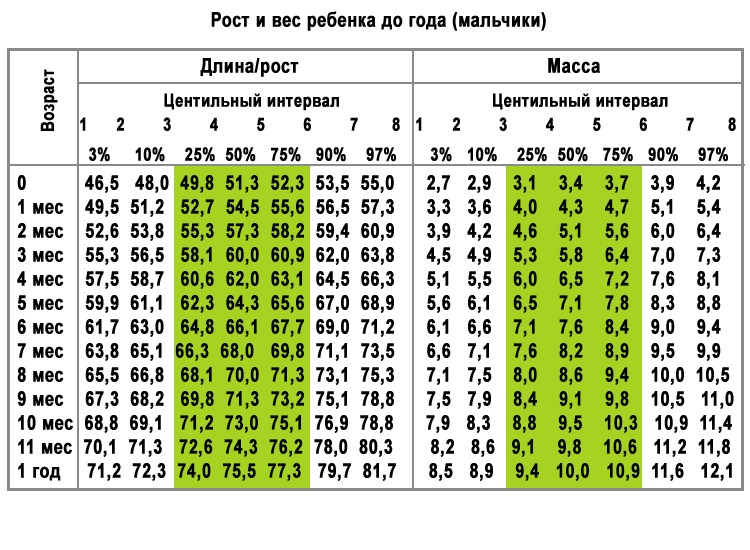 Рост и вес ребенка до года (мальчики)
Возраст
Длина/рост Масса
Центильный интервал Центильный интервал
1 2 3 4 5 6 7 8 1 2 3 4 5 6 7 8
3% 10% 25% 50% 75% 90% 97% 3% 10% 25% 50% 75% 90% 97%
0 46,5 48,0 49,8 51,3 52,3 53,5 55,0 2,7 2,9 3,1 3,4 3,7 3,9 4,2
1 мес 49,5 51,2 52,7 54,5 55,6 56,5 57,3 3,3 3,6 4,0 4,3 4,7 5,1 5,4
2 мес 52,6 53,8 55,3 57,3 58,2 59,4 60,9 3,9 4,2 4,6 5,1 5,6 6,0 6,4
3 мес 55,3 56,5 58,1 60,0 60,9 62,0 63,8 4,5 4,9 5,3 5,8 6,4 7,0 7,3
4 мес 57,5 58,7 60,6 62,0 63,1 64,5 66,3 5,1 5,5 6,0 6,5 7,2 7,6 8,1
5 мес 59,9 61,1 62,3 64,3 65,6 67,0 68,9 5,6 6,1 6,5 7,1 7,8 8,3 8,8
6 мес 61,7 63,0 64,8 66,1 67,7 69,0 71,2 6,1 6,6 7,1 7,6 8,4 9,0 9,4
7 мес 63,8 65,1 66,3 68,0 69,8 71,1 73,5 6,6 7,1 7,6 8,2 8,9 9,5 9,9
8 мес 65,5 66,8 68,1 70,0 71,3 73,1 75,3 7,1 7,5 8,0 8,6 9,4 10,0 10,5
9 мес 67,3 68,2 69,8 71,3 73,2 75,1 78,8 7,5 7,9 8,4 9,1 9,8 10,5 11,0
10 мес 68,8 69,1 71,2 73,0 75,1 76,9 78,8 7,9 8,3 8,8 9,5 10,3 10,9 11,4
11 мес 70,1 71,3 72,6 74,3 76,2 78,0 80,3 8,2 8,6 9,1 9,8 10,6 11,2 11,8
1 год 71,2 72,3 74,0 75,5 77,3 79,7 81,7 8,5 8,9 9,4 10,0 10,9 11,6 12,1